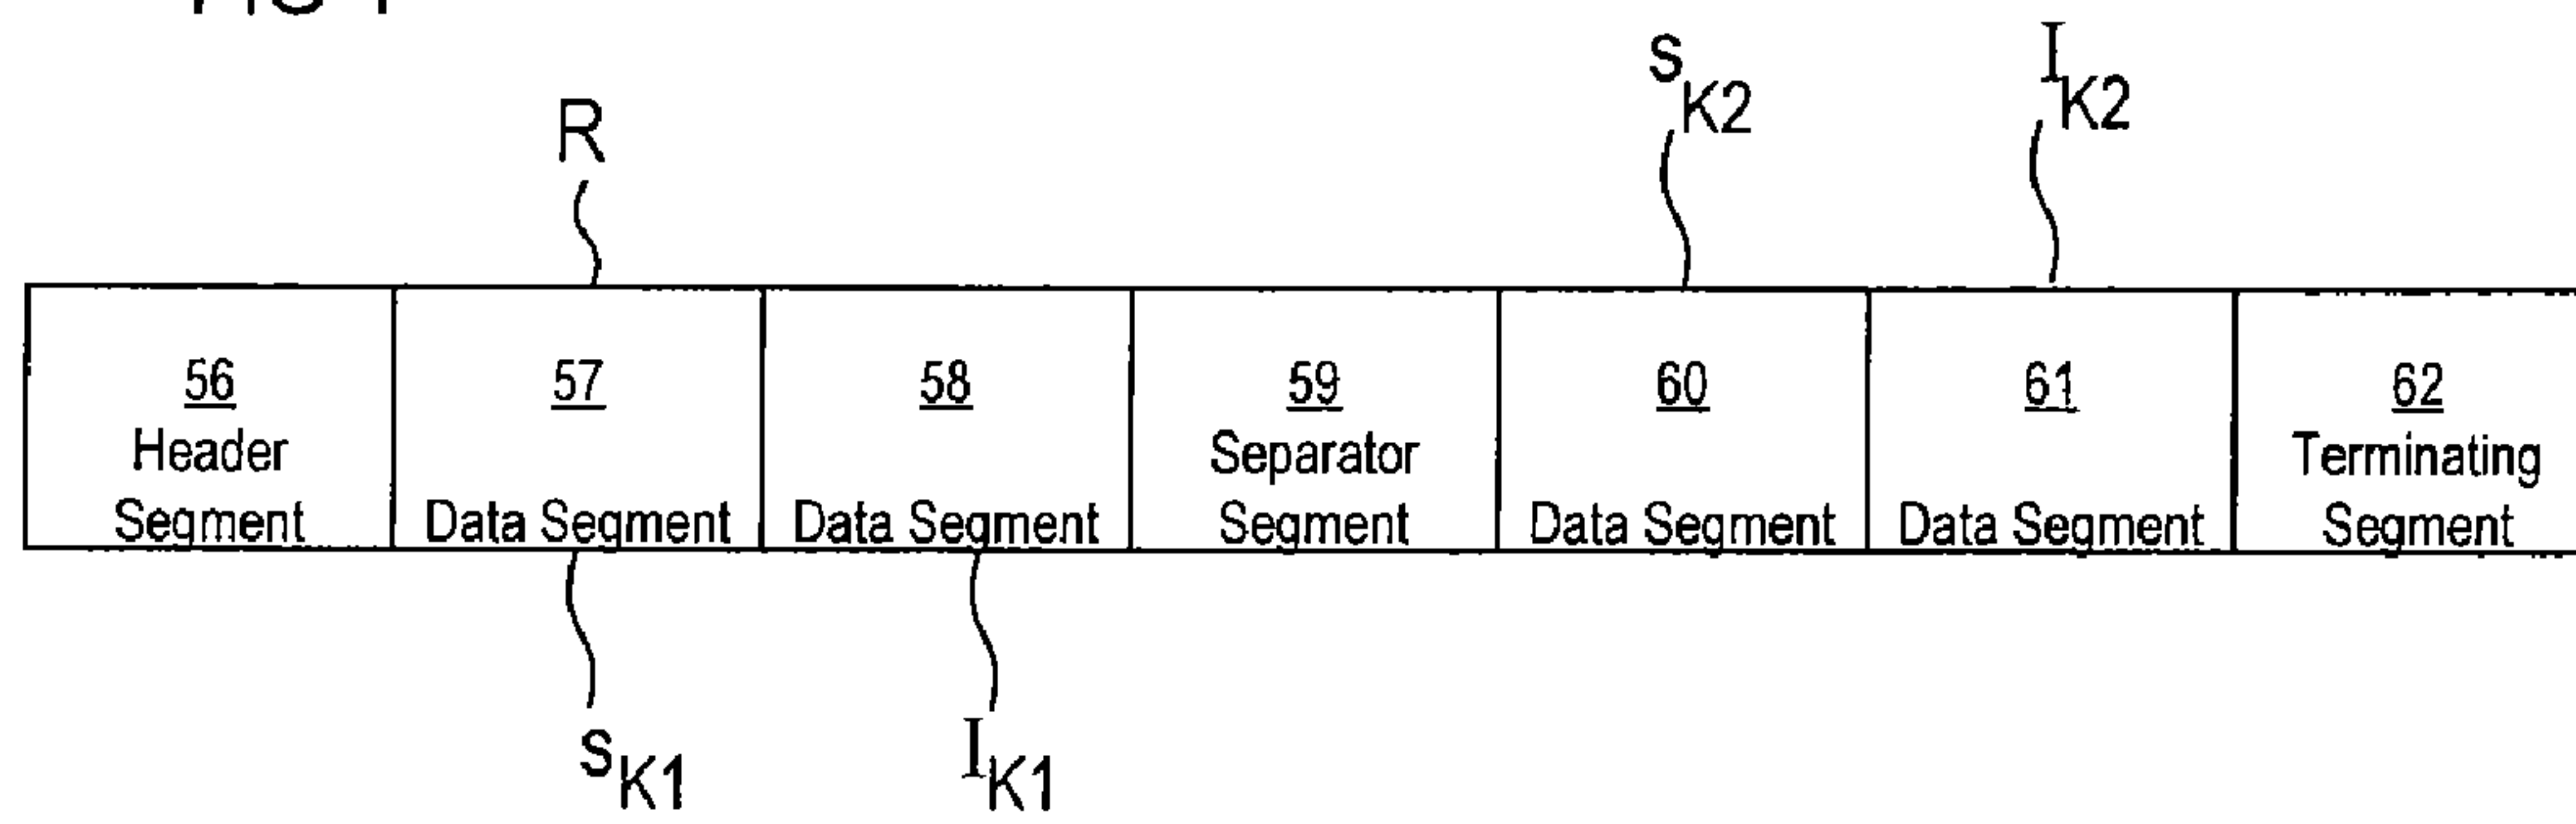 R
s K2
I K2
56
Header
Segment
57
Data Segment
58
Data Segment
59
Separator
Segment
60
Data Segment
61
Data Segment
62
Terminating
Segment
s K1
I K1